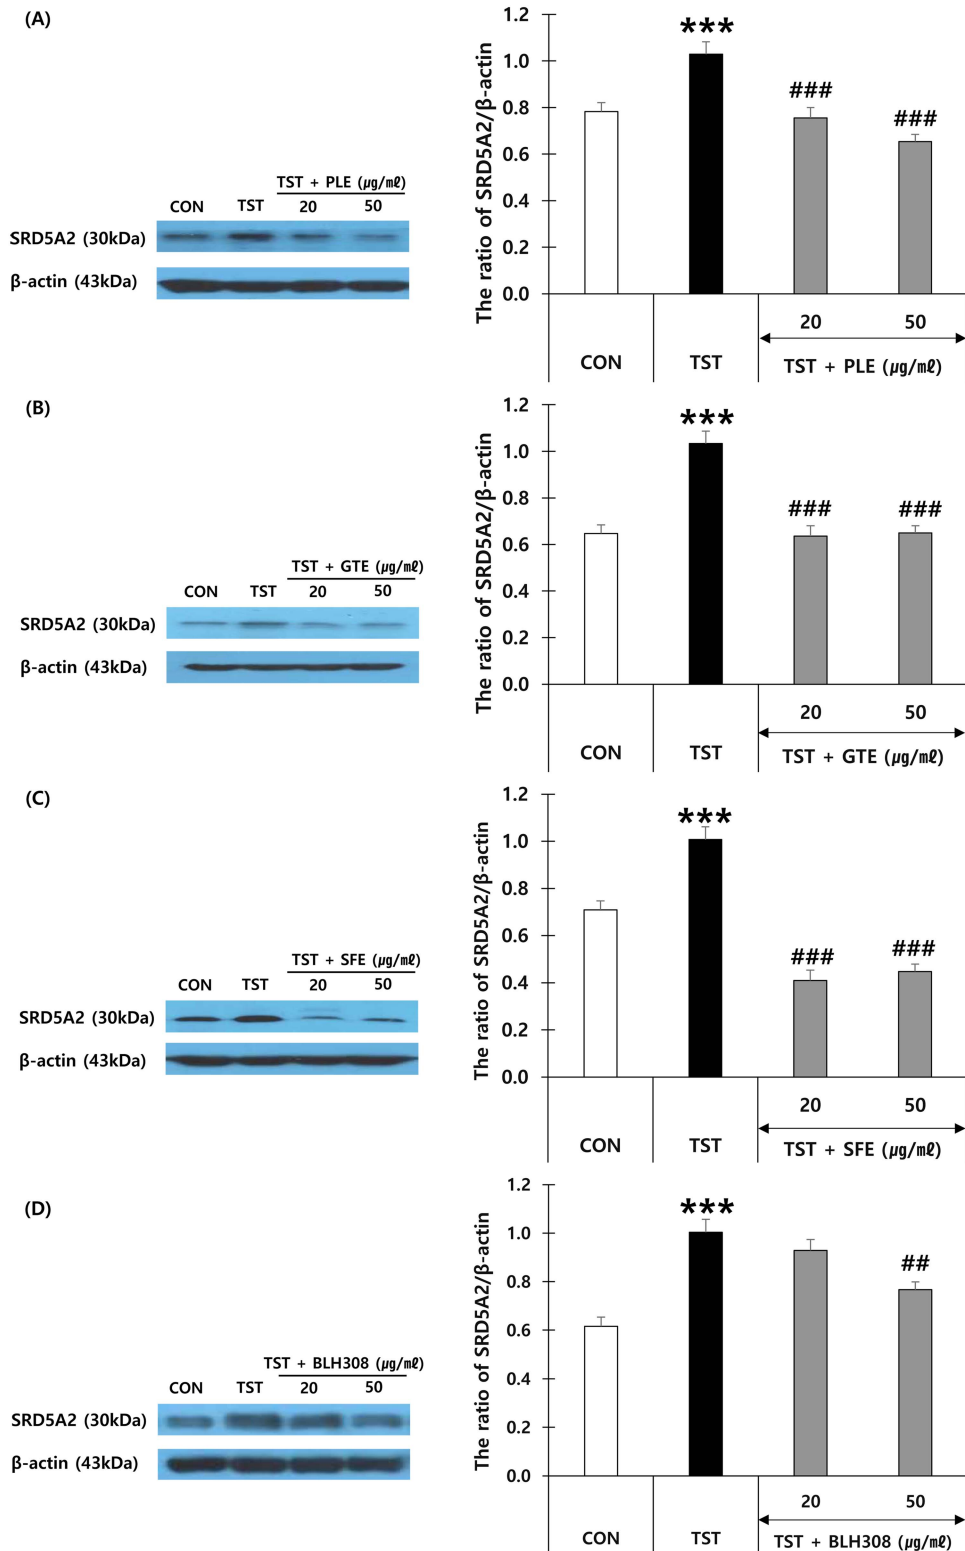 (A)
TST + PLE (㎍/㎖)
CON TST 20 50
SRD5A2 (30kDa)
β-actin (43kDa)
The ratio of SRD5A2/β-actin
1.2
1.0
0.8
0.6
0.4
0.2
0.0
***
###
###
20 50
CON TST TST + PLE (㎍/㎖)
(B)
TST + GTE (㎍/㎖)
CON TST 20 50
SRD5A2 (30kDa)
β-actin (43kDa)
The ratio of SRD5A2/β-actin
1.2
1.0
0.8
0.6
0.4
0.2
0.0
***
### ###
20 50
CON TST TST + GTE (㎍/㎖)
(C)
TST + SFE (㎍/㎖)
CON TST 20 50
SRD5A2 (30kDa)
β-actin (43kDa)
The ratio of SRD5A2/β-actin
1.2
1.0
0.8
0.6
0.4
0.2
0.0
***
### ###
20 50
CON TST TST + SFE (㎍/㎖)
(D)
TST + BLH308 (㎍/㎖)
CON TST 20 50
SRD5A2 (30kDa)
β-actin (43kDa)
The ratio of SRD5A2/β-actin
1.2
1.0
0.8
0.6
0.4
0.2
0.0
***
##
20 50
CON TST TST + BLH308 (㎍/㎖)